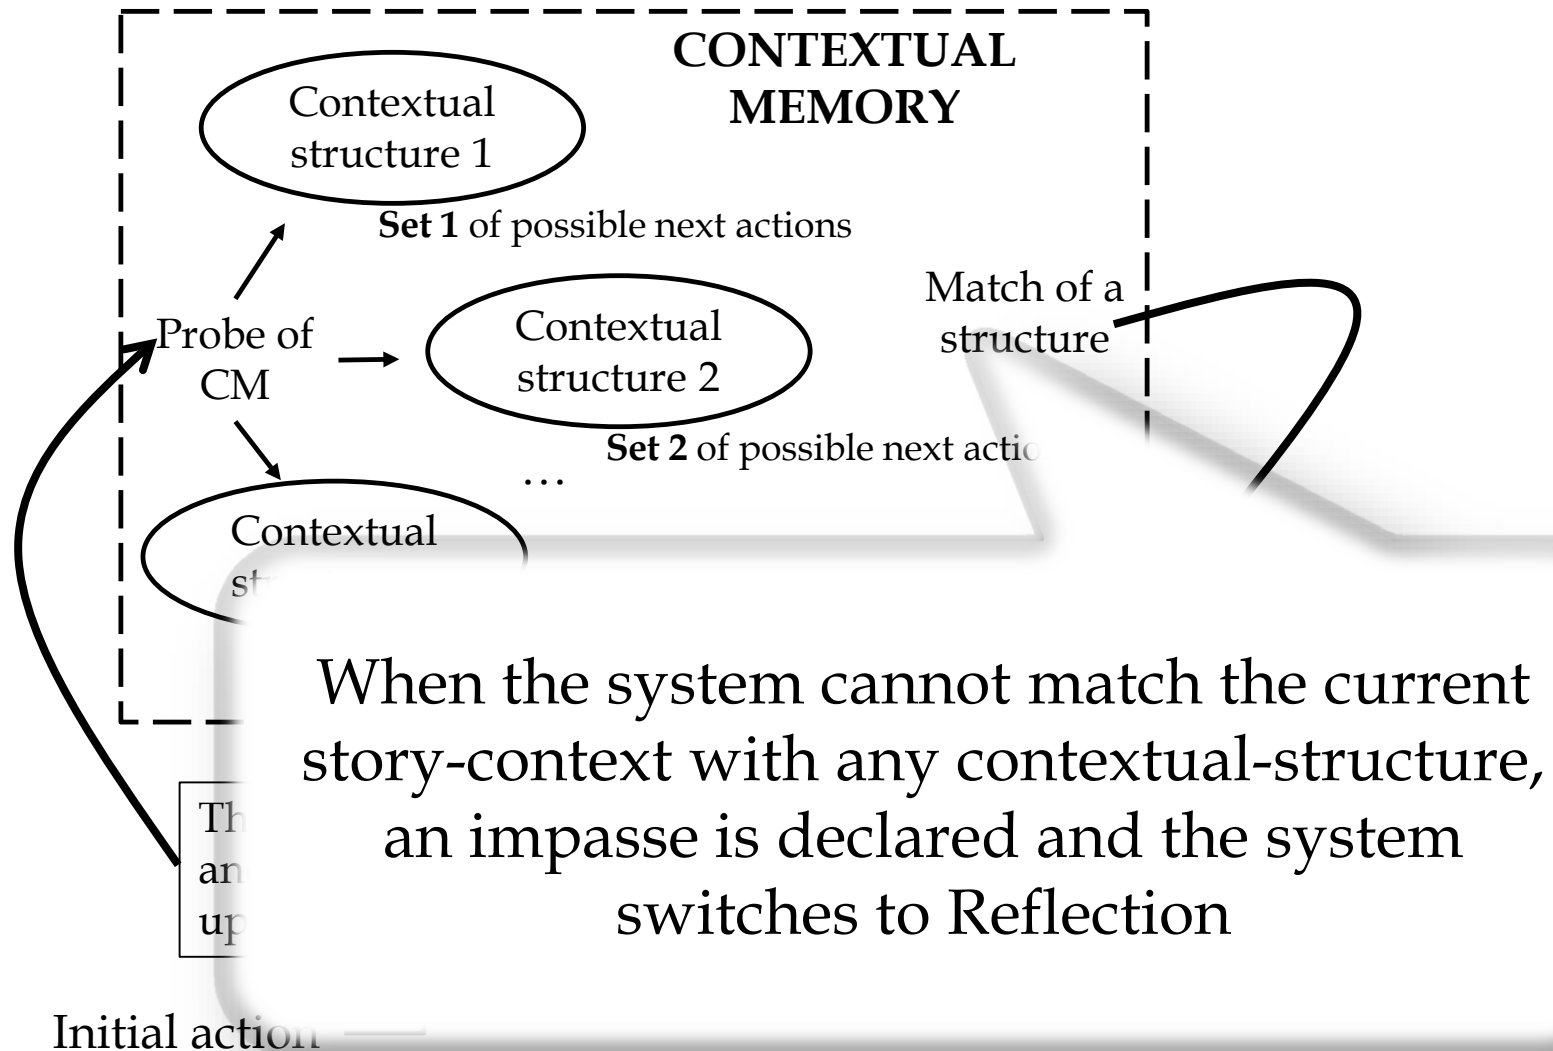 CONTEXTUAL
MEMORY
Contextual
structure 1
Set 1 of possible next actions
Match of a
structure
Probe of
CM
Contextual
structure 2
Set 2 of possible next
…
Contextual
When the system cannot match the current
story-context with any contextual-structure,
an impasse is declared and the system
switches to Reflection
Initial action